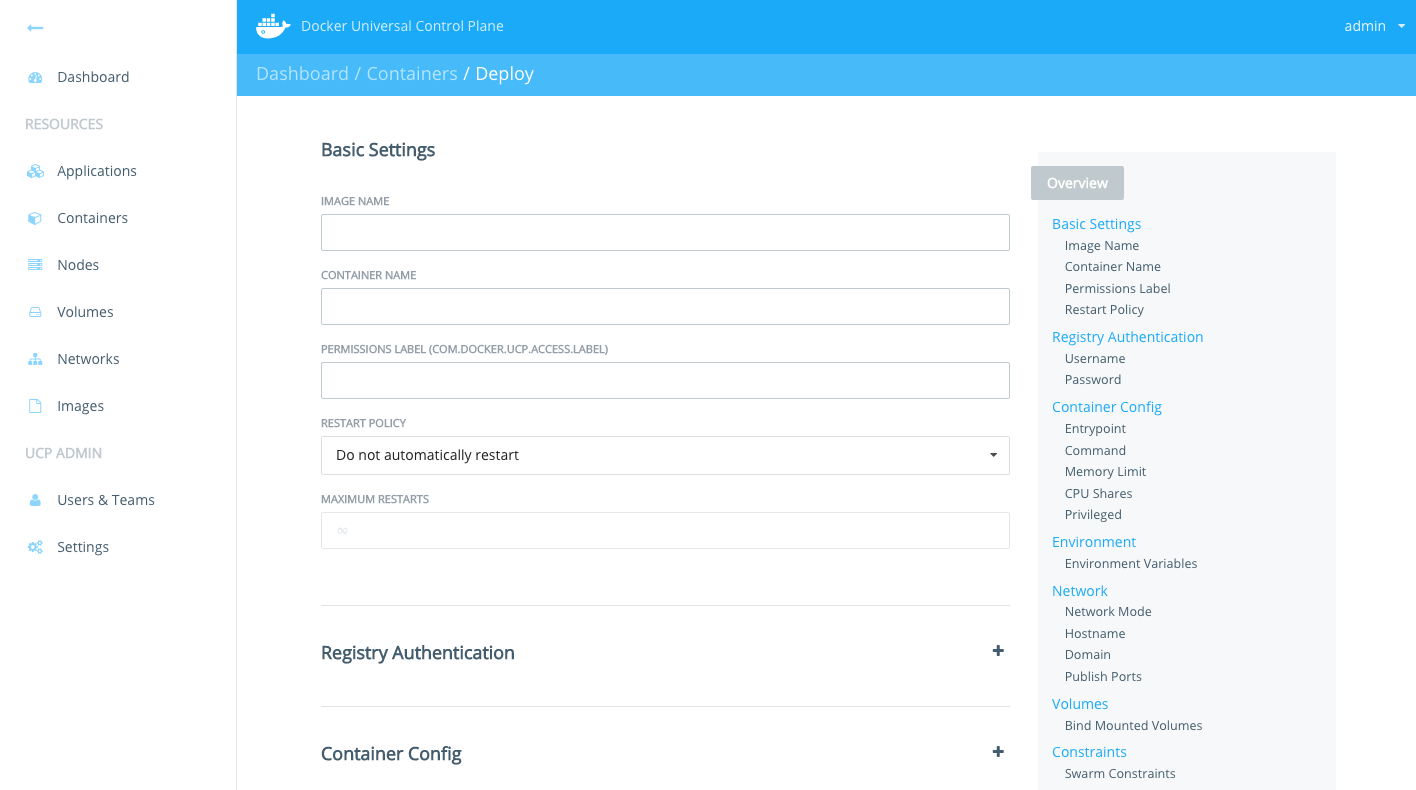 Docker Universal Control Plane
admin
Dashboard / Containers / Deploy
Dashboard
RESOURCES
Applications
Containers
Nodes
Volumes
Networks
Images
UCP ADMIN
Users & Teams
Settings
Basic Settings
IMAGE NAME
CONTAINER NAME
PERMISSIONS LABEL (COM.DOCKER.UCP.ACCESS.LABEL)
RESTART POLICY
Do not automatically restart
MAXIMUM RESTARTS
∞
Registry Authentication
Container Config
Overview
Basic Settings
Image Name
Container Name
Permissions Label
Restart Policy
Registry Authentication
Username
Password
Container Config
Entrypoint
Command
Memory Limit
CPU Shares
Privileged
Environment
Environment Variables
Network
Network Mode
Hostname
Domain
Publish Ports
Volumes
Bind Mounted Volumes
Constraints
Swarm Constraints